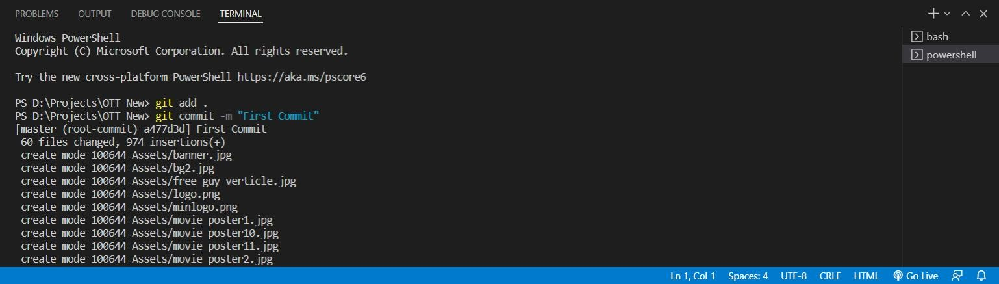 PROBLEMS OUTPUT DEBUG CONSOLE TERMINAL
Windows PowerShell
Copyright (C) Microsoft Corporation. All rights reserved.
Try the new cross-platform PowerShell https://aka.ms/pscore6
PS D:\Projects\OTT New> git add .
PS D:\Projects\OTT New> git commit -m "First Commit"
[master (root-commit) a477d3d] First Commit
60 files changed, 974 insertions(+)
create mode 100644 Assets/banner.jpg
create mode 100644 Assets/bg2.jpg
create mode 100644 Assets/free_guy_verticle.jpg
create mode 100644 Assets/logo.png
create mode 100644 Assets/minlogo.png
create mode 100644 Assets/movie_poster1.jpg
create mode 100644 Assets/movie_poster10.jpg
create mode 100644 Assets/movie_poster11.jpg
create mode 100644 Assets/movie_poster2.jpg
bash
powershell
Ln 1, Col 1 Spaces: 4 UTF-8 CRLF HTML Go Live